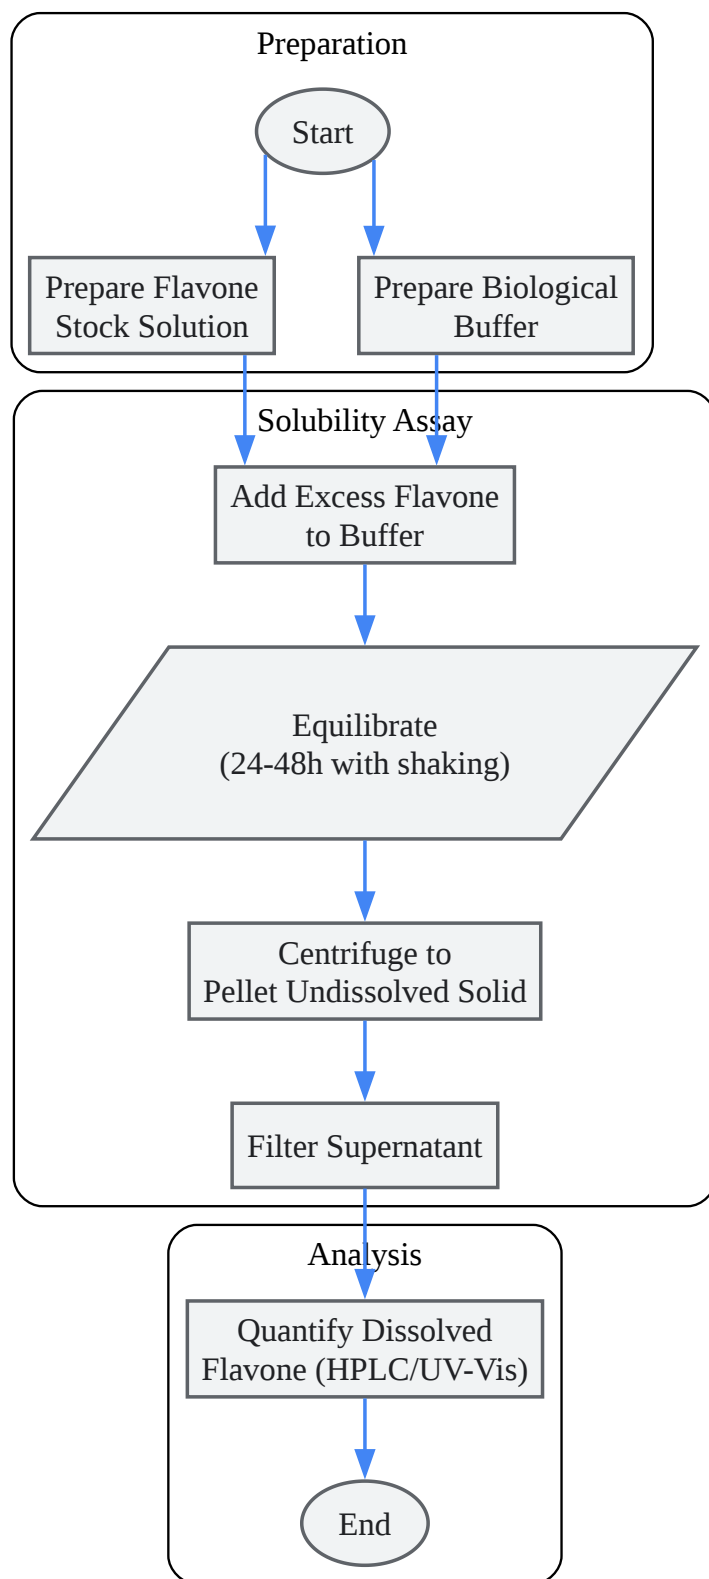 Preparation
Start
Prepare Flavone
Stock Solution
Prepare Biological
Buffer
Solubility Assay
Add Excess Flavone
to Buffer
Equilibrate
(24-48h with shaking)
Centrifuge to
Pellet Undissolved Solid
Filter Supernatant
Analysis
Quantify Dissolved
Flavone (HPLC/UV-Vis)
End